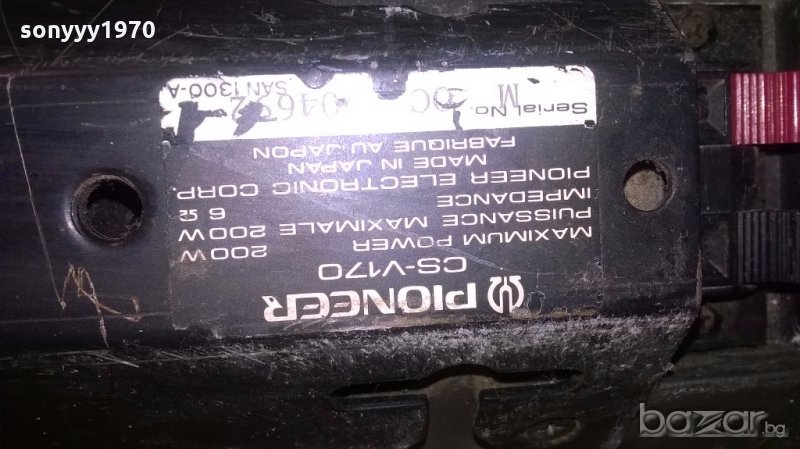 sonyyy1970
PIONEER
CS-V170
MAXIMUM POWER 200W
PUISSANCE MAXIMALE 200W
IMPEDANCE 6 Ω
PIONEER ELECTRONIC CORP.
MADE IN JAPAN
FABRIQUE AU JAPON
Serial No. M
SAN1300-A
bazar.bg